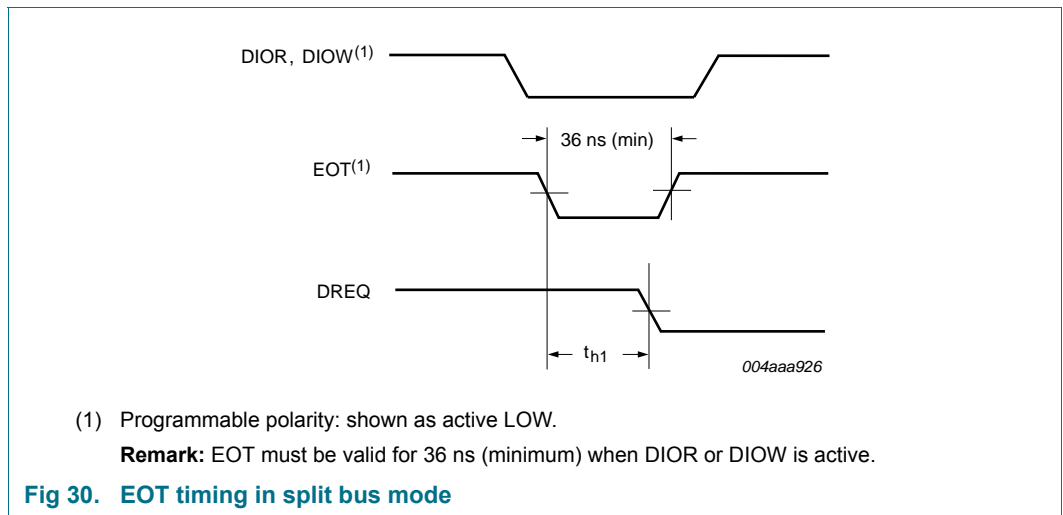 DIOR, DIOW(1)
36 ns (min)
EOT(1)
DREQ
th1
004aaa926
(1) Programmable polarity: shown as active LOW.
Remark: EOT must be valid for 36 ns (minimum) when DIOR or DIOW is active.
Fig 30. EOT timing in split bus mode